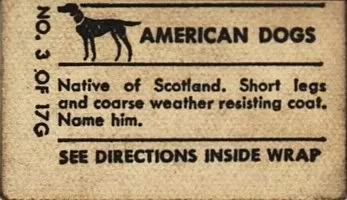 NO. 3 OF 17G
AMERICAN DOGS
Native of Scotland. Short legs
and coarse weather resisting coat.
Name him.
SEE DIRECTIONS INSIDE WRAP